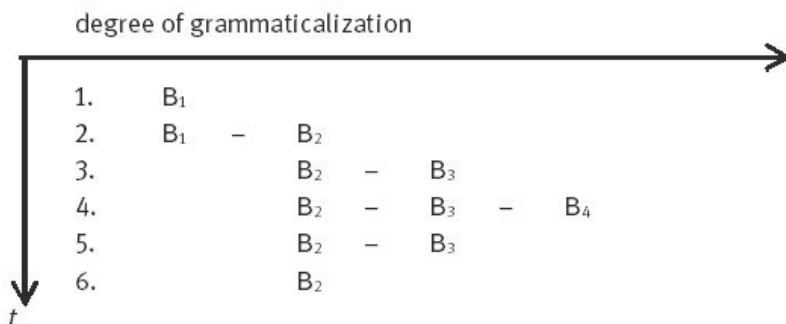 degree of grammaticalization
1. B₁
2. B₁ – B₂
3. B₂ – B₃
4. B₂ – B₃ – B₄
5. B₂ – B₃
6. B₂
t